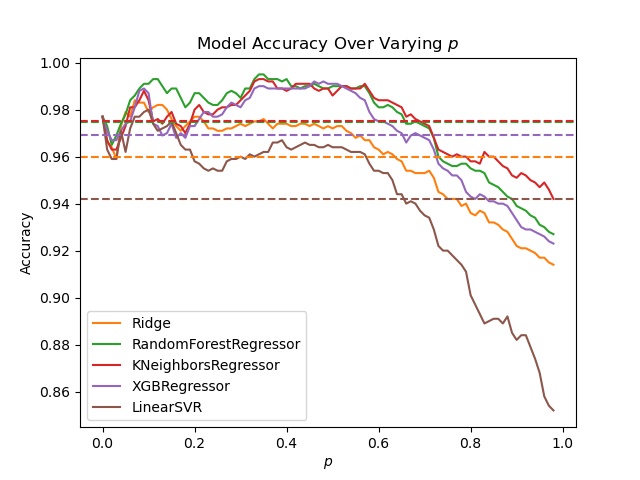 Model Accuracy Over Varying p
1.00
0.98
0.96
0.94
0.92
0.90
0.88
0.86
Accuracy
Ridge
RandomForestRegressor
KNeighborsRegressor
XGBRegressor
LinearSVR
0.0 0.2 0.4 0.6 0.8 1.0
p